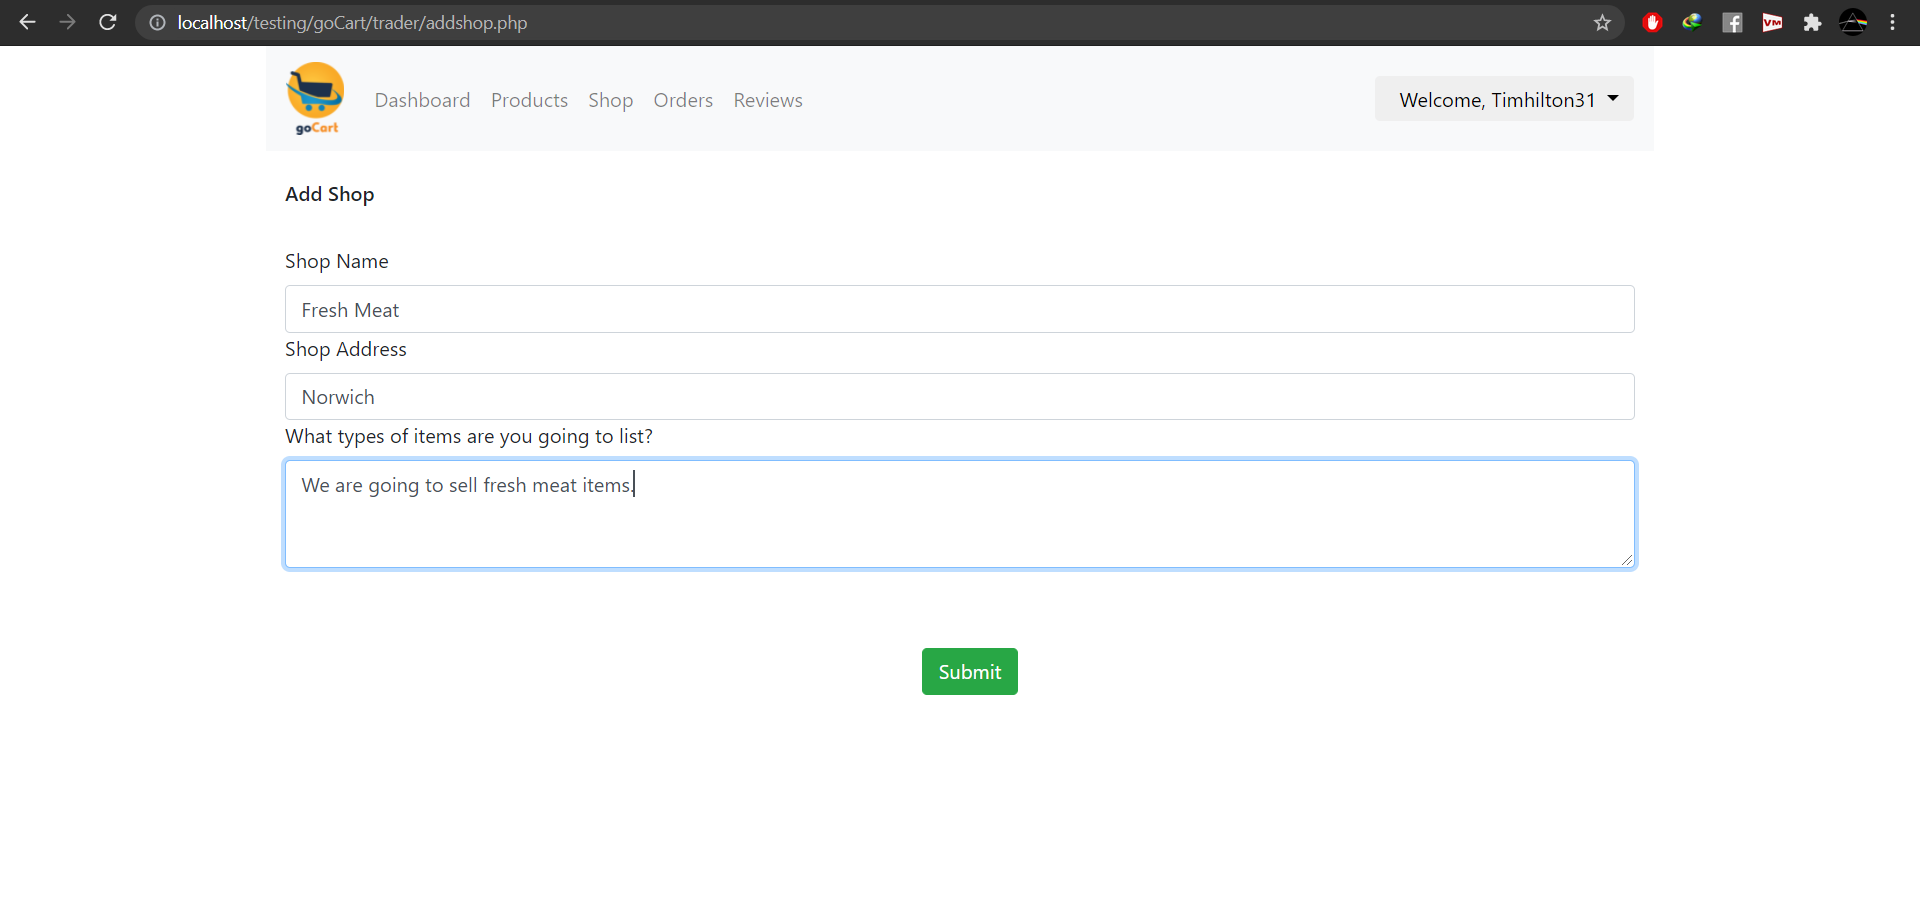 localhost/testing/goCart/trader/addshop.php
VM
goCart
Dashboard Products Shop Orders Reviews
Welcome, Timhilton31
Add Shop
Shop Name
Fresh Meat
Shop Address
Norwich
What types of items are you going to list?
We are going to sell fresh meat items.
Submit